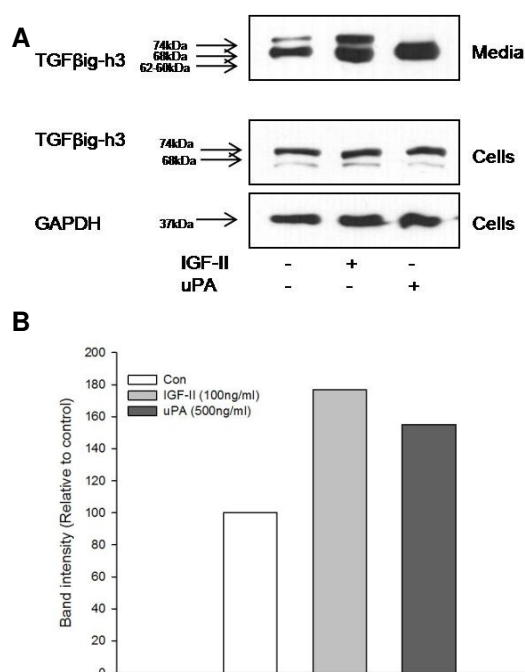 A
TGFβig-h3
74kDa
68kDa
62-60kDa
Media
TGFβig-h3
74kDa
68kDa
Cells
GAPDH
37kDa
Cells
IGF-II - + -
uPA - - +
B
Band intensity (Relative to control)
200
180
160
140
120
100
80
60
40
20
0
Con
IGF-II (100ng/ml)
uPA (500ng/ml)